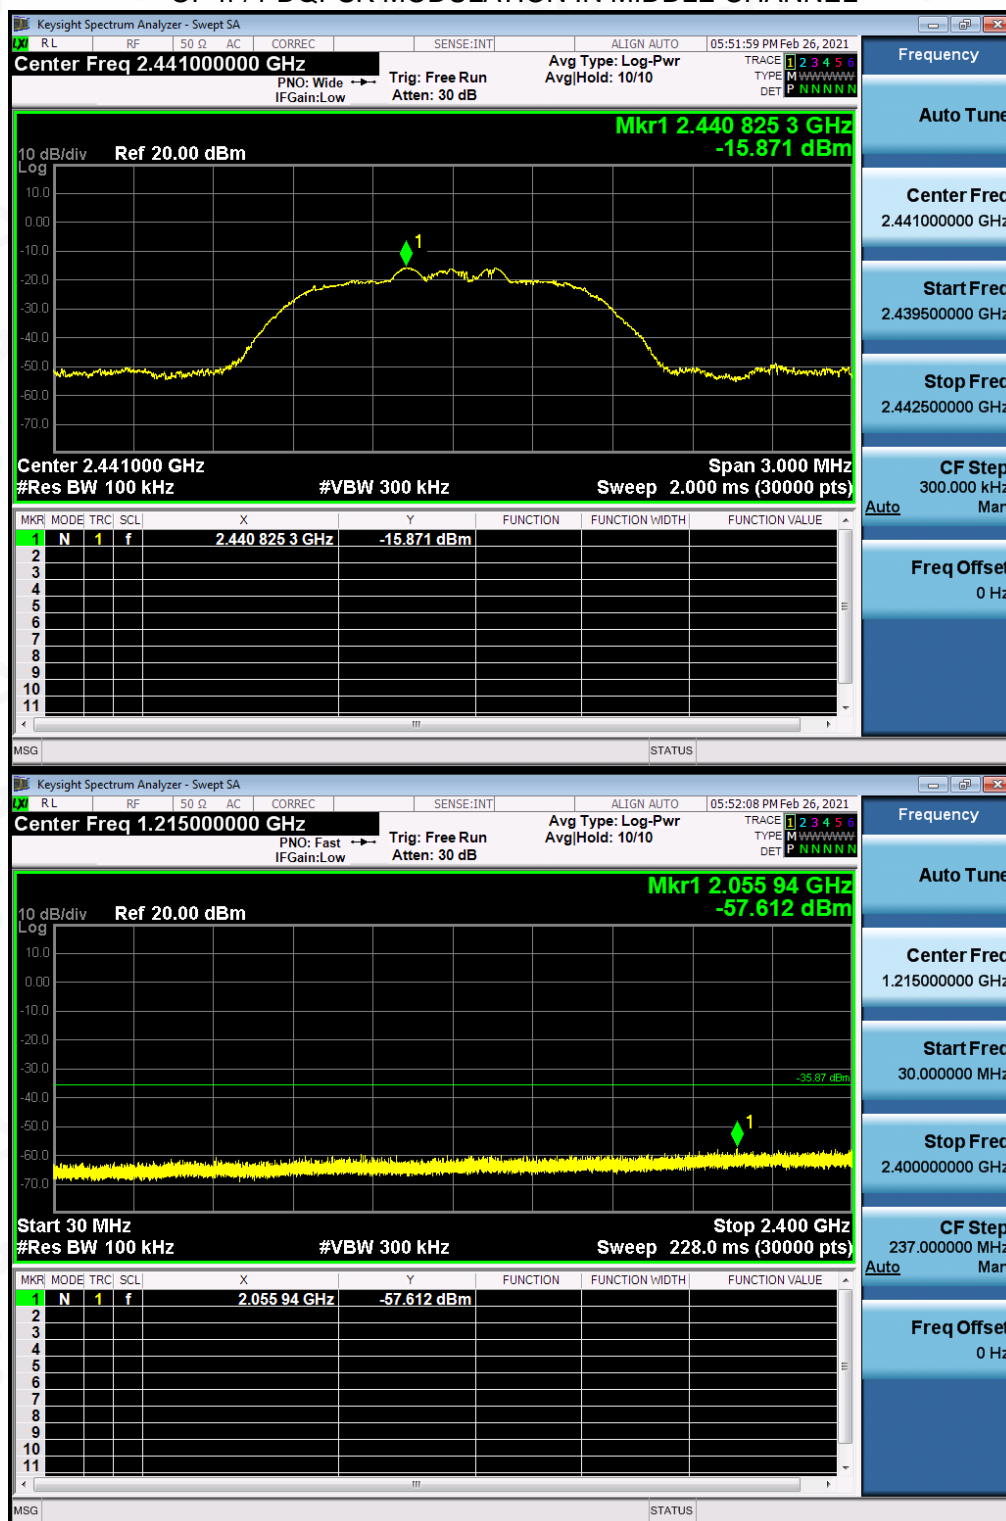 Keysight Spectrum Analyzer - Swept SA
LXI RL RF 50 Ω AC CORREC SENSE:INT ALIGN AUTO 05:51:59 PM Feb 26, 2021
Center Freq 2.441000000 GHz
PNO: Wide
IFGain:Low
Trig: Free Run
Atten: 30 dB
Avg Type: Log-Pwr
Avg|Hold: 10/10
TRACE 1 2 3 4 5 6
TYPE M WWWWW
DET P N N N N N
Mkr1 2.440 825 3 GHz
-15.871 dBm
10 dB/div Ref 20.00 dBm
Log
10.0
0.00
-10.0
-20.0
-30.0
-40.0
-50.0
-60.0
-70.0
1
Center 2.441000 GHz Span 3.000 MHz
#Res BW 100 kHz #VBW 300 kHz Sweep 2.000 ms (30000 pts)
MKR MODE TRC SCL X Y FUNCTION FUNCTION WIDTH FUNCTION VALUE
1 N 1 f 2.440 825 3 GHz -15.871 dBm
2
3
4
5
6
7
8
9
10
11
MSG STATUS
Frequency
Auto Tune
Center Freq
2.441000000 GHz
Start Freq
2.439500000 GHz
Stop Freq
2.442500000 GHz
CF Step
300.000 kHz
Auto Man
Freq Offset
0 Hz
Keysight Spectrum Analyzer - Swept SA
LXI RL RF 50 Ω AC CORREC SENSE:INT ALIGN AUTO 05:52:08 PM Feb 26, 2021
Center Freq 1.215000000 GHz
PNO: Fast
IFGain:Low
Trig: Free Run
Atten: 30 dB
Avg Type: Log-Pwr
Avg|Hold: 10/10
TRACE 1 2 3 4 5 6
TYPE M WWWWW
DET P N N N N N
Mkr1 2.055 94 GHz
-57.612 dBm
10 dB/div Ref 20.00 dBm
Log
10.0
0.00
-10.0
-20.0
-30.0
-40.0
-50.0
-60.0
-70.0
-35.87 dBm
1
Start 30 MHz Stop 2.400 GHz
#Res BW 100 kHz #VBW 300 kHz Sweep 228.0 ms (30000 pts)
MKR MODE TRC SCL X Y FUNCTION FUNCTION WIDTH FUNCTION VALUE
1 N 1 f 2.055 94 GHz -57.612 dBm
2
3
4
5
6
7
8
9
10
11
MSG STATUS
Frequency
Auto Tune
Center Freq
1.215000000 GHz
Start Freq
30.000000 MHz
Stop Freq
2.400000000 GHz
CF Step
237.000000 MHz
Auto Man
Freq Offset
0 Hz